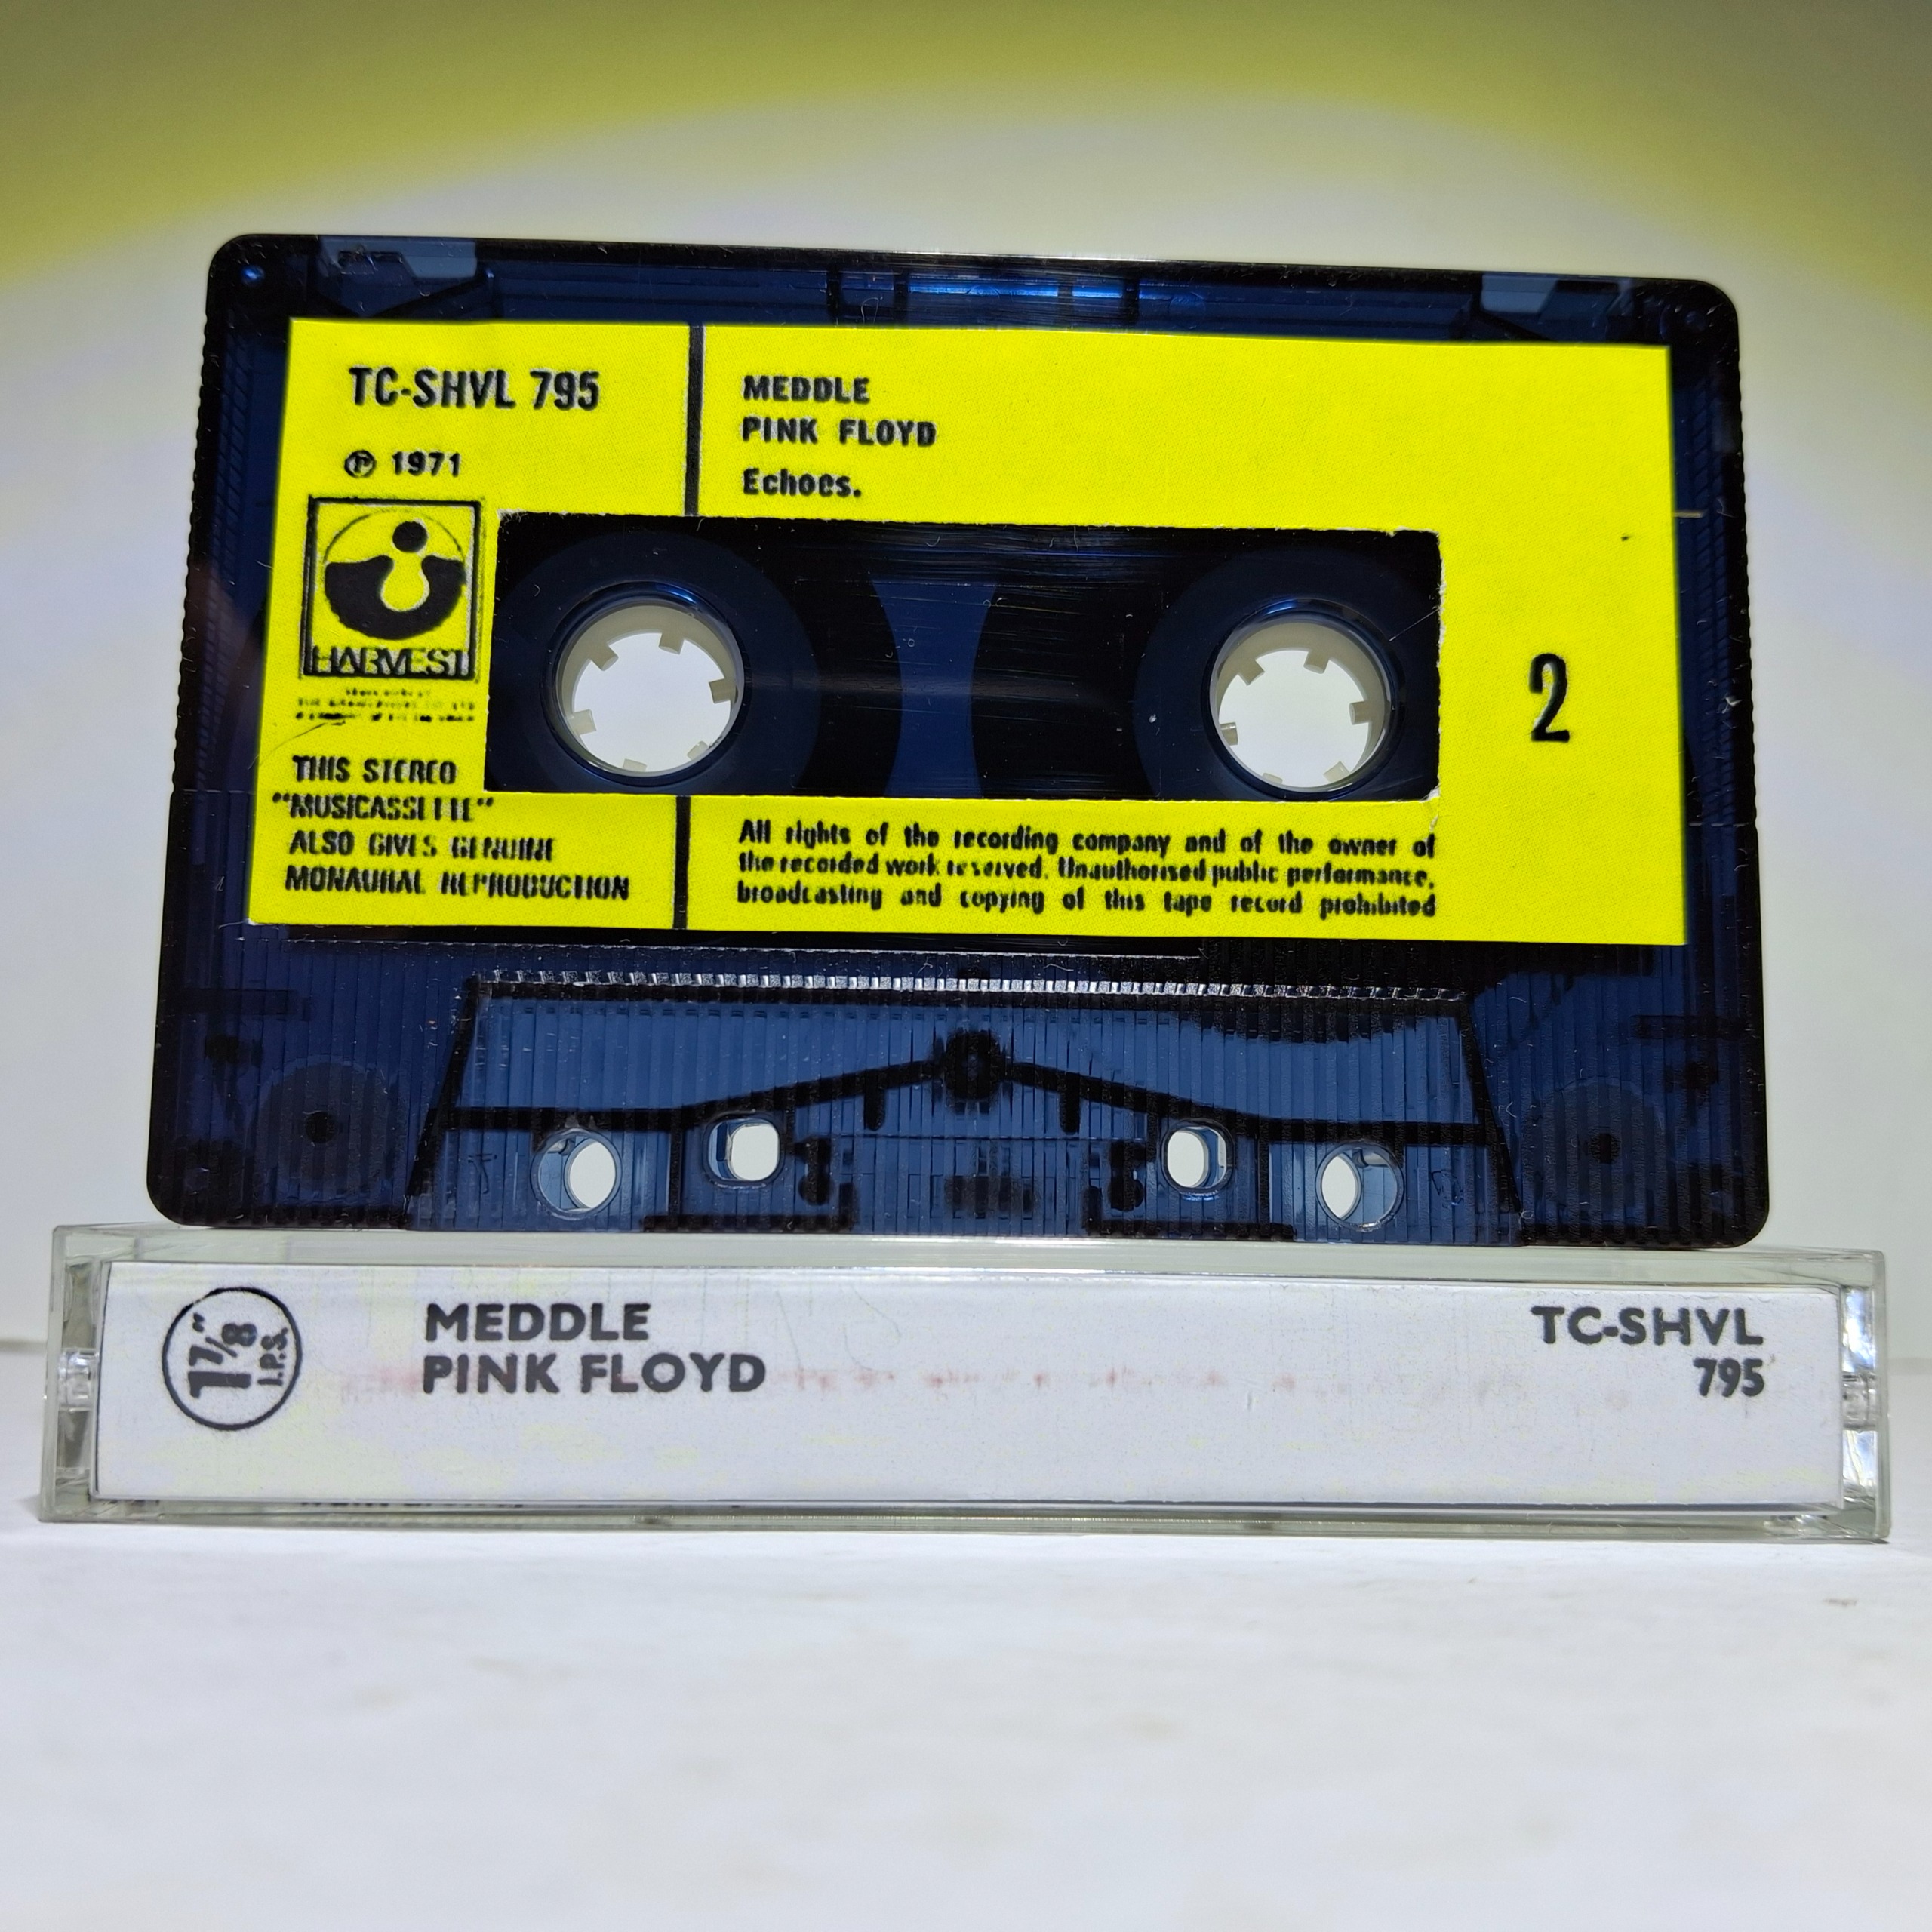 TC-SHVL 795
Ⓟ 1971
HARVEST
THIS STEREO
"MUSICASSETTE"
ALSO GIVES GENUINE
MONAURAL REPRODUCTION
MEDDLE
PINK FLOYD
Echoes.
2
All rights of the recording company and of the owner of
the recorded work reserved. Unauthorised public performance,
broadcasting and copying of this tape record prohibited
1⅞" I.P.S.
MEDDLE
PINK FLOYD
TC-SHVL
795